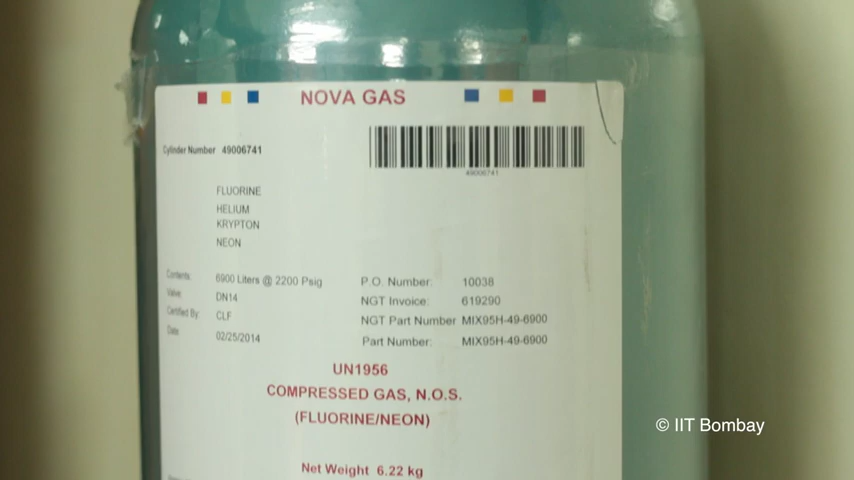 NOVA GAS
Cylinder Number 49006741
49006741
FLUORINE
HELIUM
KRYPTON
NEON
Contents: 6900 Liters @ 2200 Psig
Valve: DN14
Certified By: CLF
Date 02/25/2014
P.O. Number: 10038
NGT Invoice: 619290
NGT Part Number MIX95H-49-6900
Part Number: MIX95H-49-6900
UN1956
COMPRESSED GAS, N.O.S.
(FLUORINE/NEON)
Net Weight 6.22 kg
© IIT Bombay